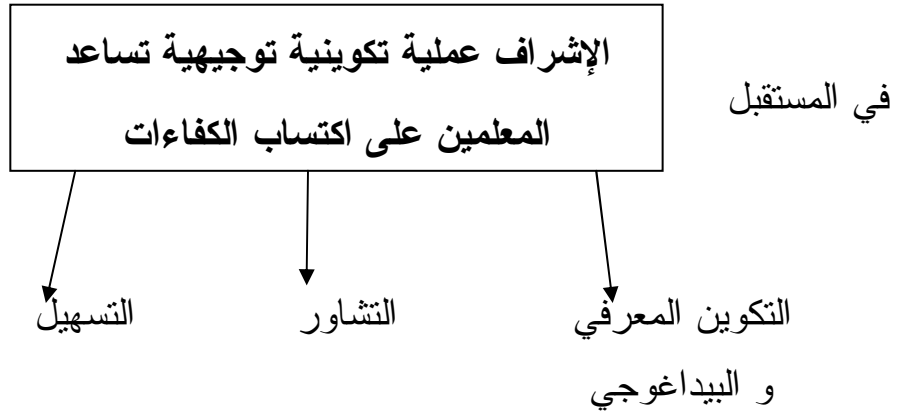 الإشراف عملية تكوينية توجيهية تساعد
المعلمين على اكتساب الكفاءات
في المستقبل
التكوين المعرفي
و البيداغوجي
التشاور
التسهيل